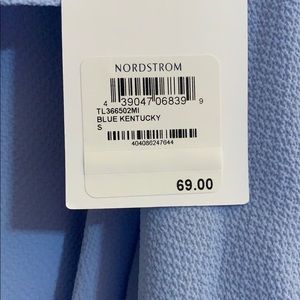 NORDSTROM
4 39047 06839 9
TL366502MI
BLUE KENTUCKY
S
404086247644
69.00